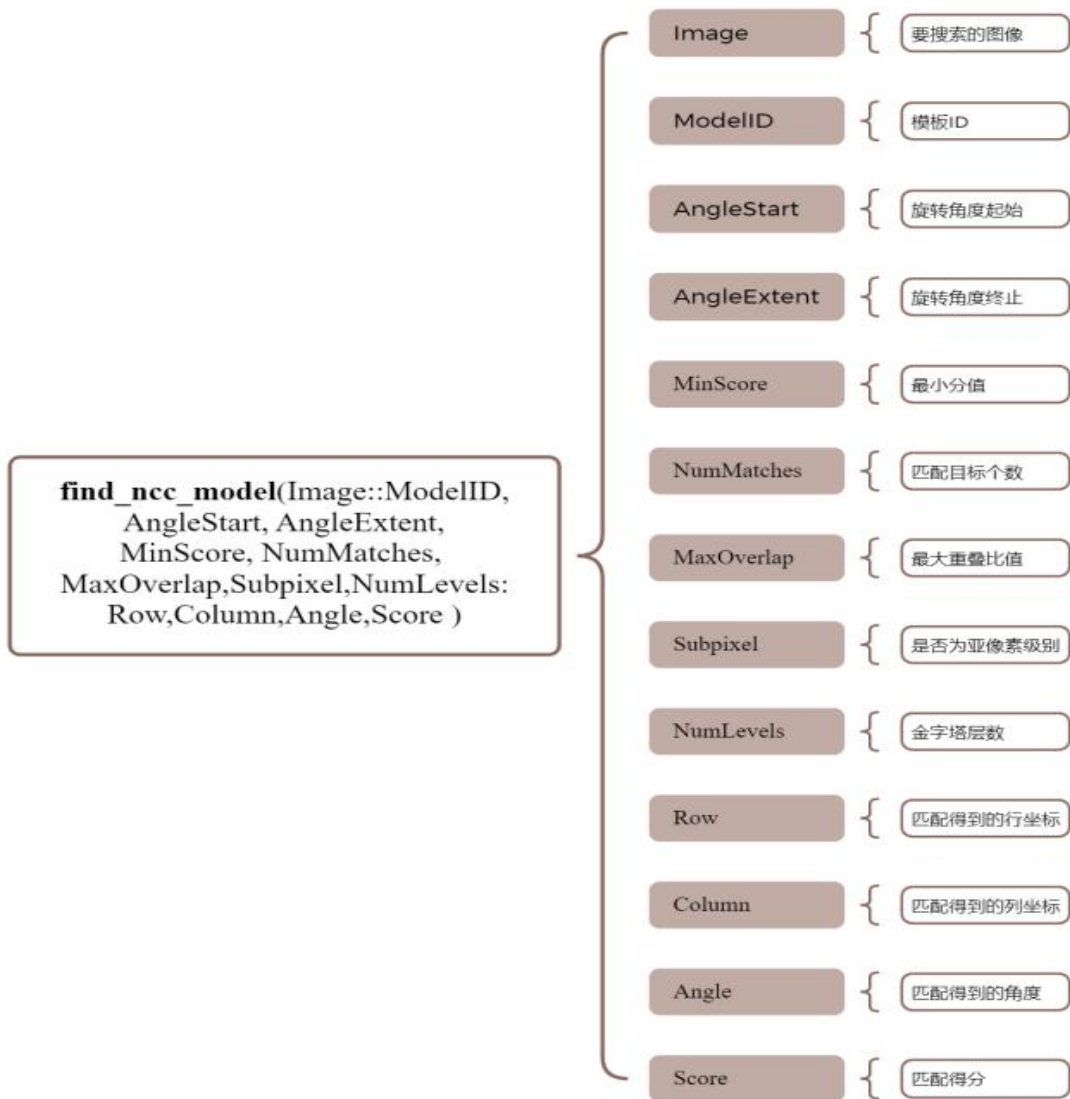 find_ncc_model(Image::ModelID,
AngleStart, AngleExtent,
MinScore, NumMatches,
MaxOverlap,Subpixel,NumLevels:
Row,Column,Angle,Score )
Image
要搜索的图像
ModelID
模板ID
AngleStart
旋转角度起始
AngleExtent
旋转角度终止
MinScore
最小分值
NumMatches
匹配目标个数
MaxOverlap
最大重叠比值
Subpixel
是否为亚像素级别
NumLevels
金字塔层数
Row
匹配得到的行坐标
Column
匹配得到的列坐标
Angle
匹配得到的角度
Score
匹配得分